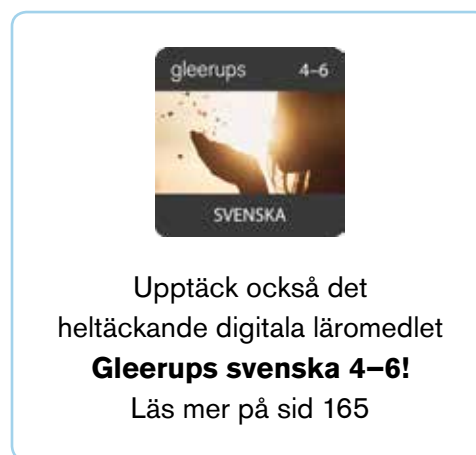 gleerups 4–6
SVENSKA
Upptäck också det
heltäckande digitala läromedlet
Gleerups svenska 4–6!
Läs mer på sid 165